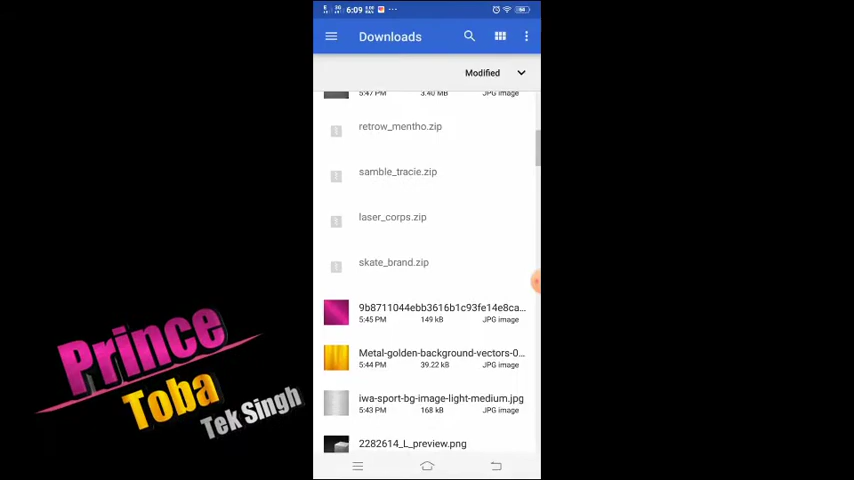 6:09
Downloads
Modified
5:47 PM 3.40 MB JPG image
retrow_mentho.zip
samble_tracie.zip
laser_corps.zip
skate_brand.zip
9b8711044ebb3616b1c93fe14e8ca...
5:45 PM 149 kB JPG image
Metal-golden-background-vectors-0...
5:44 PM 39.22 kB JPG image
iwa-sport-bg-image-light-medium.jpg
5:43 PM 168 kB JPG image
2282614_L_preview.png
Prince
Toba
Tek Singh